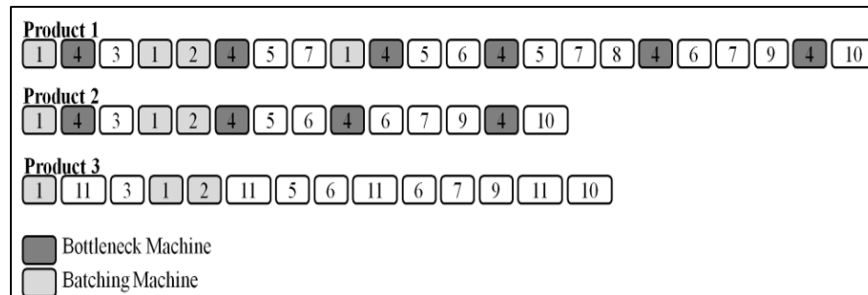 Product 1
1 4 3 1 2 4 5 7 1 4 5 6 4 5 7 8 4 6 7 9 4 10
Product 2
1 4 3 1 2 4 5 6 4 6 7 9 4 10
Product 3
1 11 3 1 2 11 5 6 11 6 7 9 11 10
Bottleneck Machine
Batching Machine